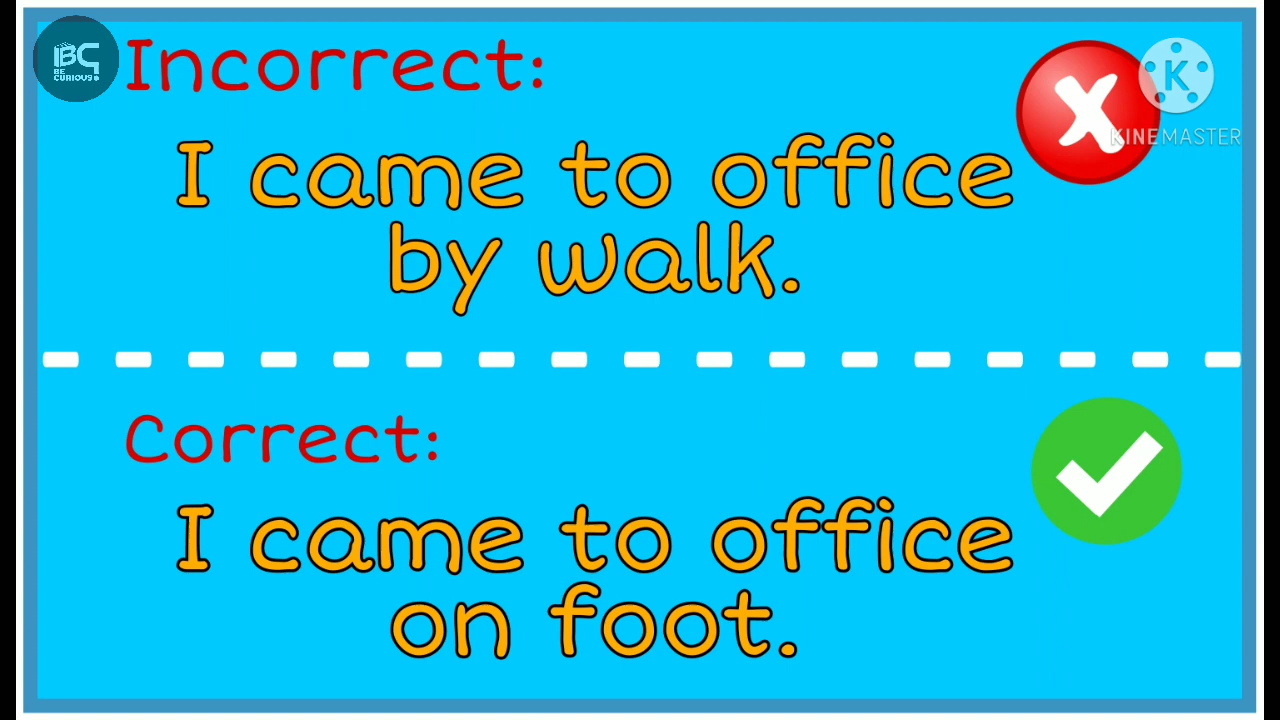 BC
BE
CURIOUS!
Incorrect:
K
KINEMASTER
I came to office
by walk.
Correct:
I came to office
on foot.